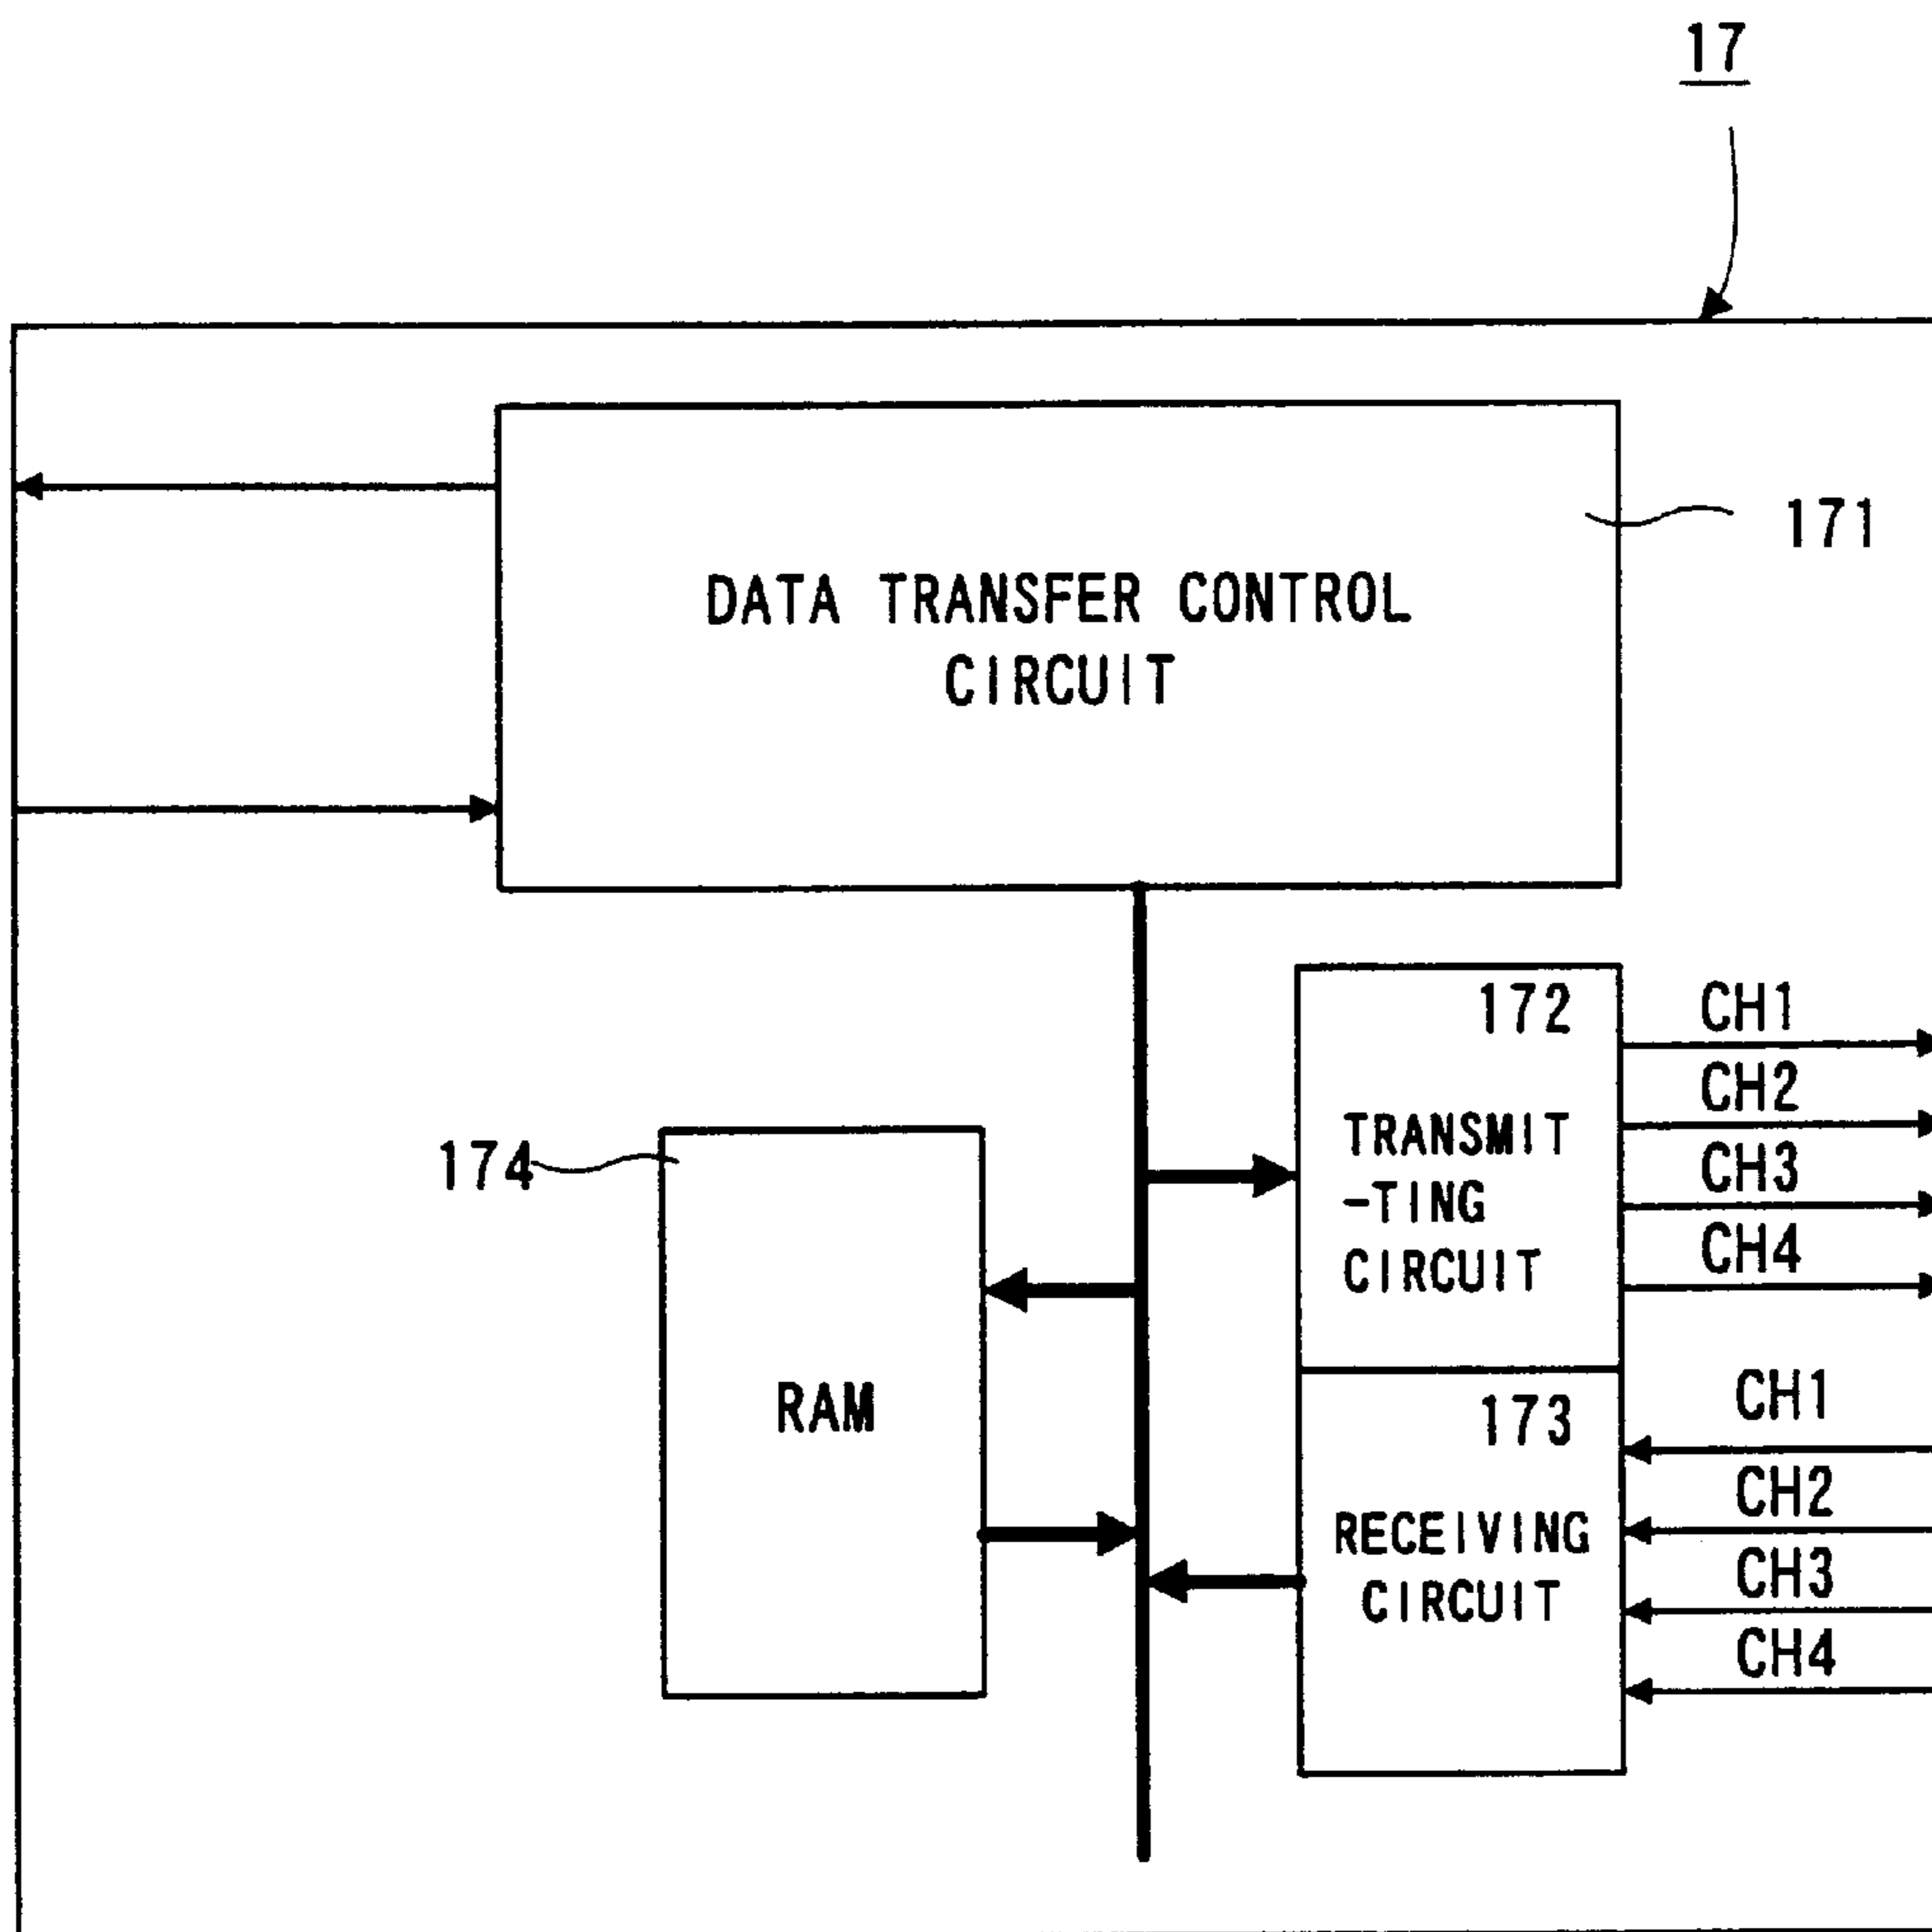 17
171
DATA TRANSFER CONTROL
CIRCUIT
172
TRANSMIT
-TING
CIRCUIT
CH1
CH2
CH3
CH4
174
RAM
173
RECEIVING
CIRCUIT
CH1
CH2
CH3
CH4